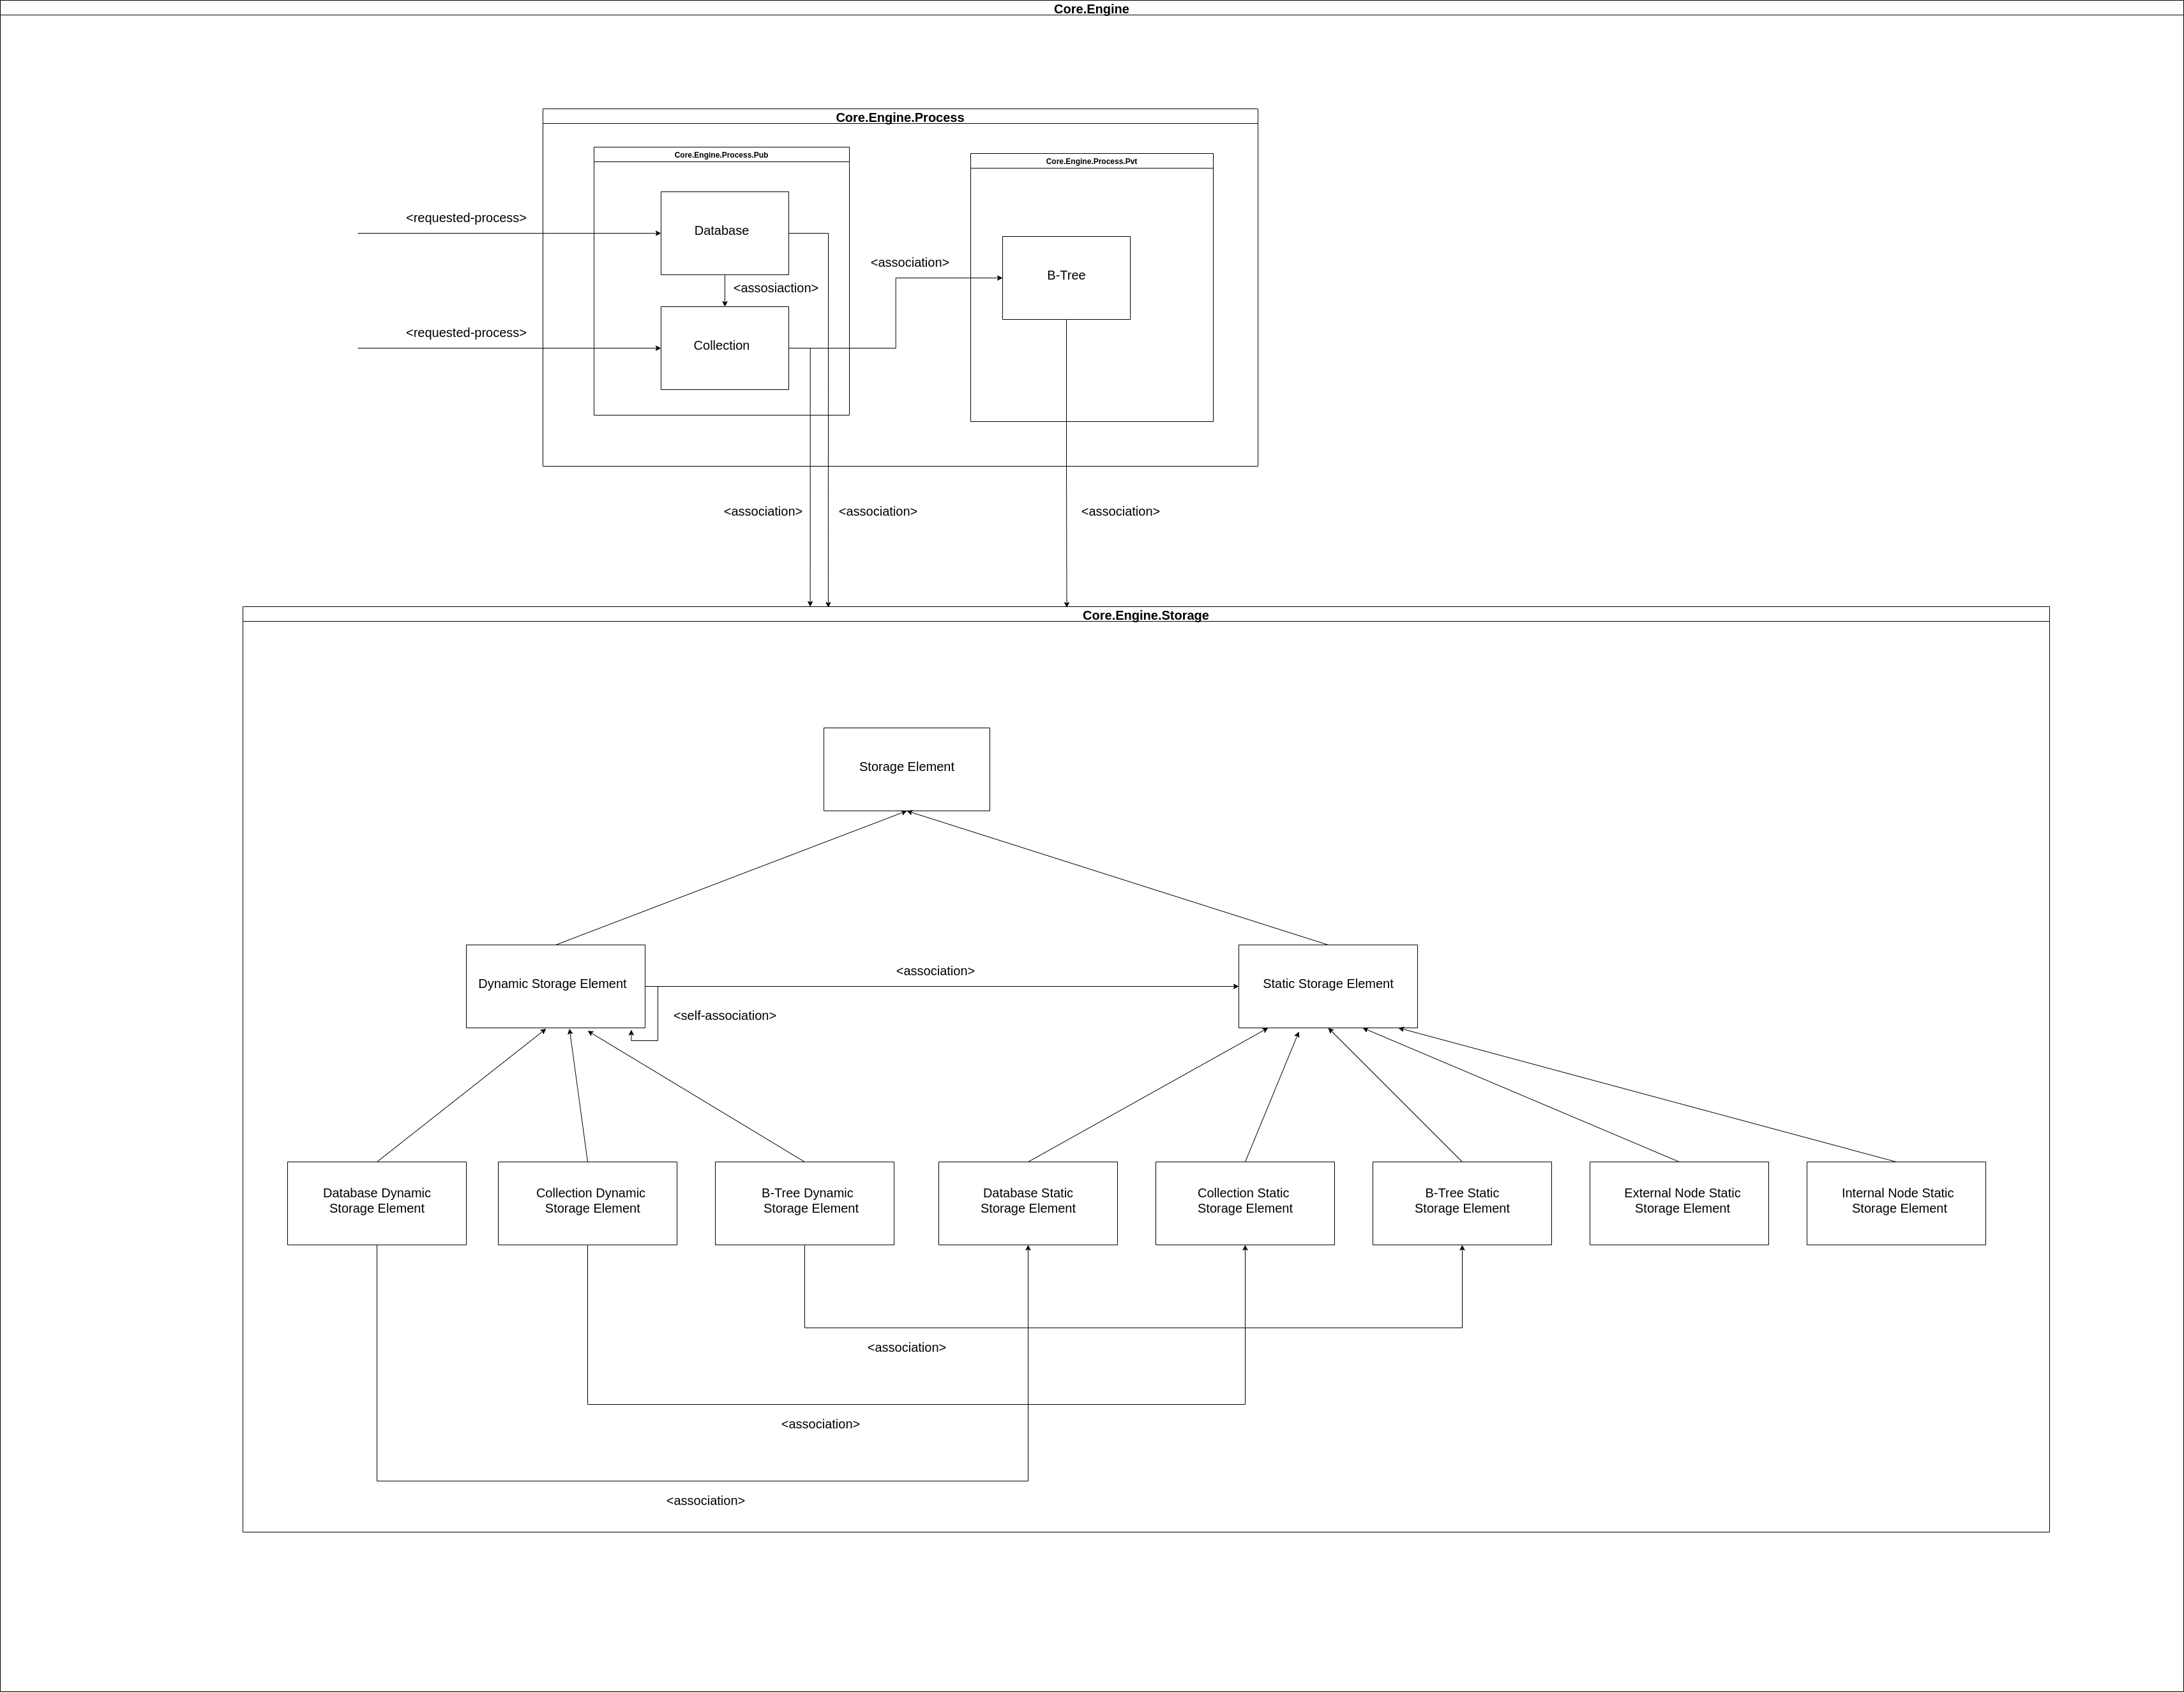 Core.Engine
Core.Engine.Process
Core.Engine.Process.Pub
Core.Engine.Process.Pvt
<requested-process>
Database
<association>
B-Tree
<assosiaction>
<requested-process>
Collection
<association>
<association>
<association>
Core.Engine.Storage
Storage Element
Dynamic Storage Element
<association>
Static Storage Element
<self-association>
Database Dynamic
Storage Element
Collection Dynamic
Storage Element
B-Tree Dynamic
Storage Element
Database Static
Storage Element
Collection Static
Storage Element
B-Tree Static
Storage Element
External Node Static
Storage Element
Internal Node Static
Storage Element
<association>
<association>
<association>